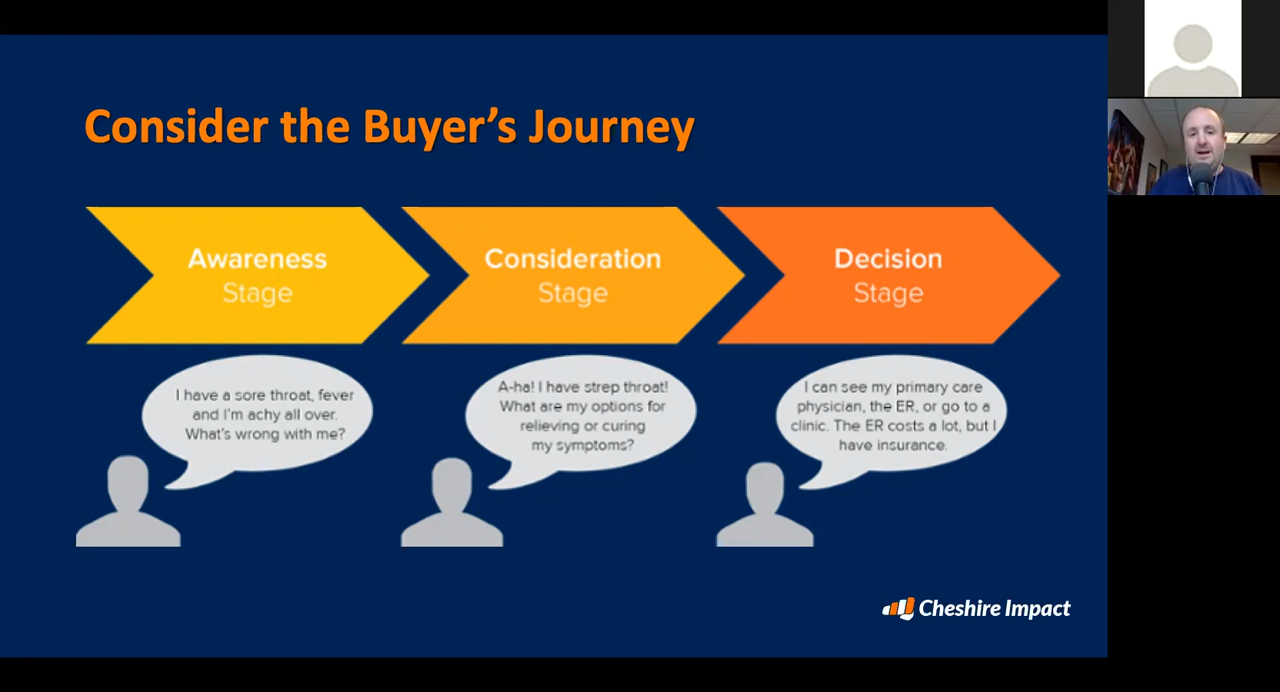 Consider the Buyer's Journey
Awareness
Stage
Consideration
Stage
Decision
Stage
I have a sore throat, fever
and I'm achy all over.
What's wrong with me?
A-ha! I have strep throat!
What are my options for
relieving or curing
my symptoms?
I can see my primary care
physician, the ER, or go to a
clinic. The ER costs a lot, but I
have insurance.
Cheshire Impact